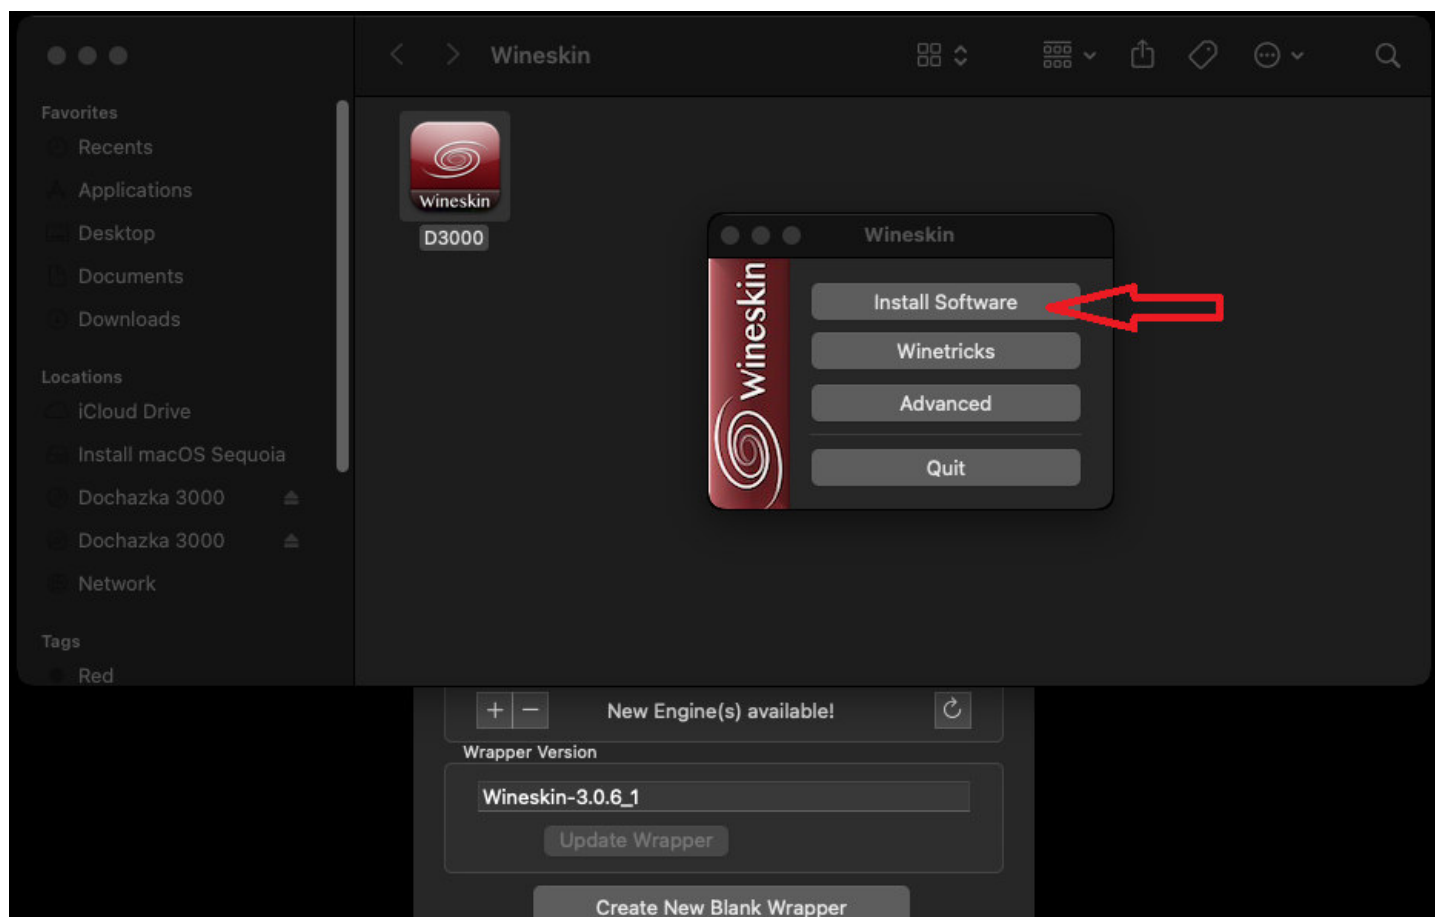 Wineskin
Favorites
Recents
Applications
Desktop
Documents
Downloads
Locations
iCloud Drive
Install macOS Sequoia
Dochazka 3000
Dochazka 3000
Network
Tags
Red
Wineskin
D3000
Wineskin
Wineskin
Install Software
Winetricks
Advanced
Quit
New Engine(s) available!
Wrapper Version
Wineskin-3.0.6_1
Update Wrapper
Create New Blank Wrapper